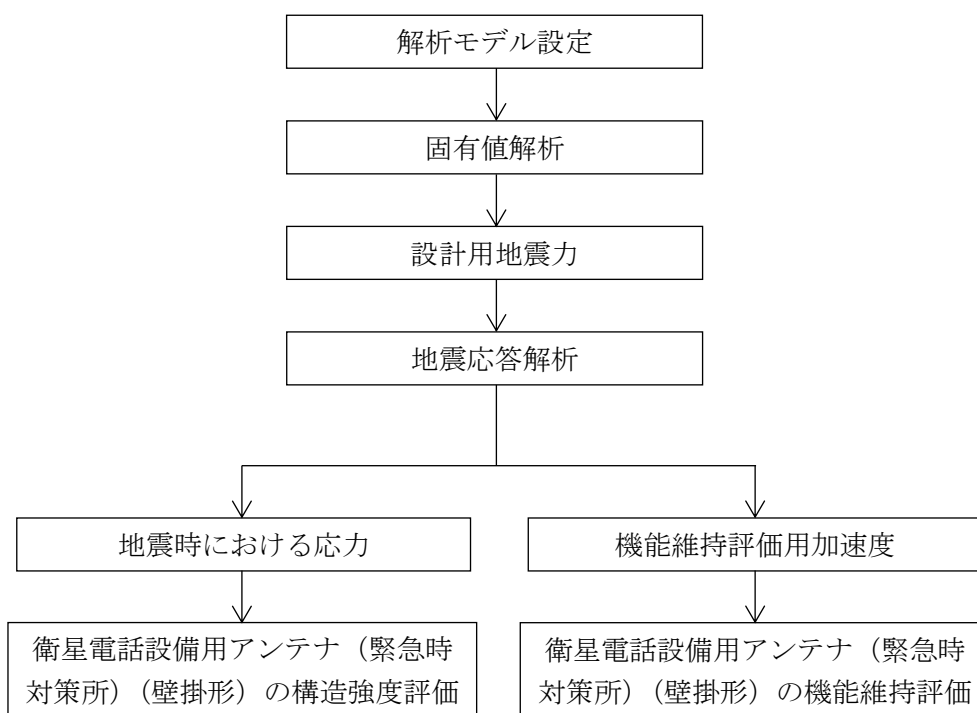 解析モデル設定
固有値解析
設計用地震力
地震応答解析
地震時における応力
機能維持評価用加速度
衛星電話設備用アンテナ（緊急時
対策所）（壁掛形）の構造強度評価
衛星電話設備用アンテナ（緊急時
対策所）（壁掛形）の機能維持評価